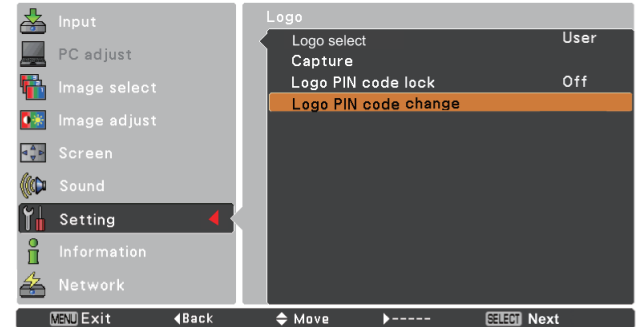 Input
PC adjust
Image select
Image adjust
Screen
Sound
Setting
Information
Network
Logo
Logo select User
Capture
Logo PIN code lock Off
Logo PIN code change
MENU Exit Back Move ----- SELECT Next